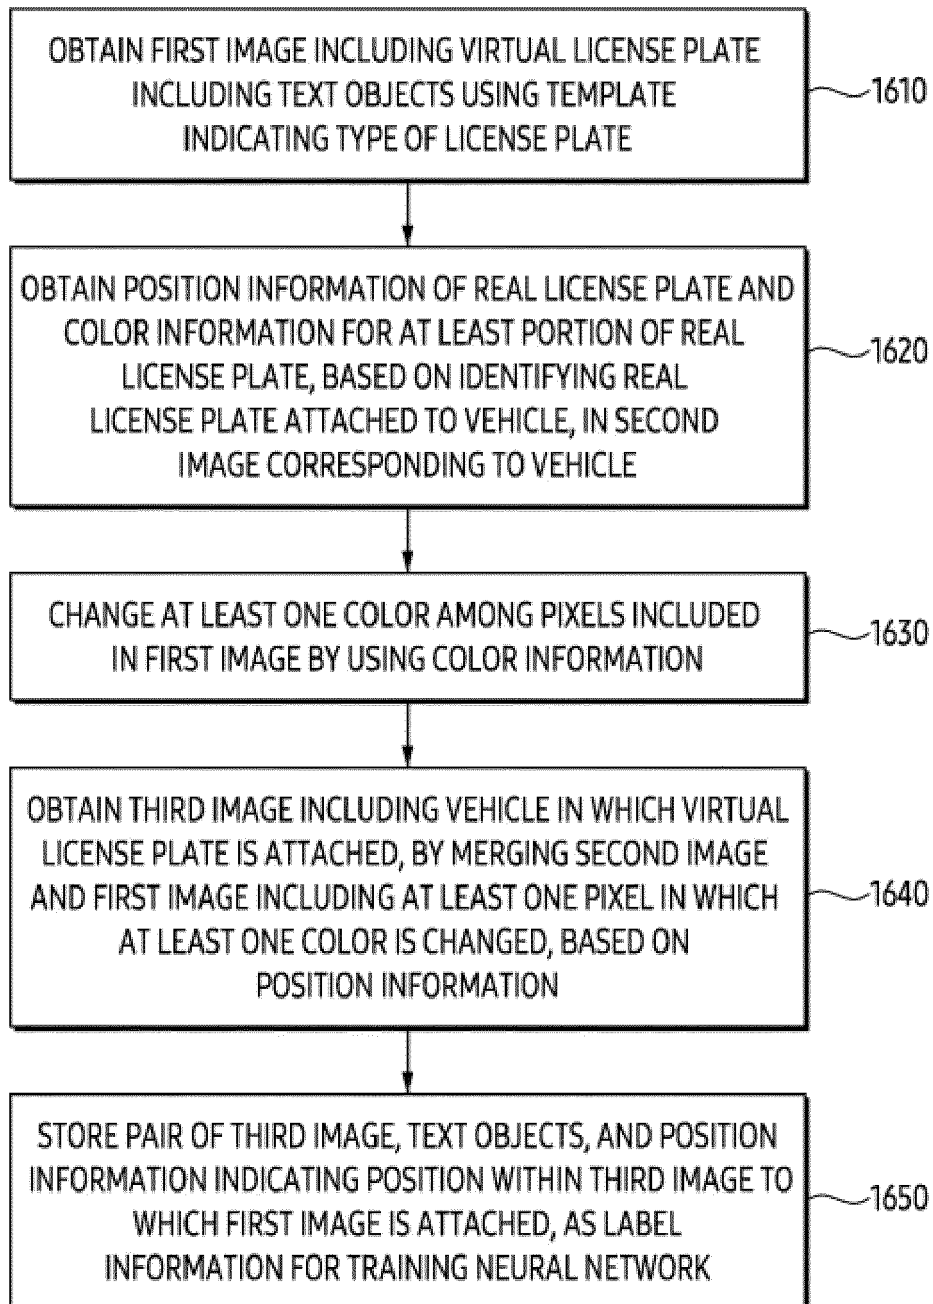 OBTAIN FIRST IMAGE INCLUDING VIRTUAL LICENSE PLATE
INCLUDING TEXT OBJECTS USING TEMPLATE
INDICATING TYPE OF LICENSE PLATE
1610
OBTAIN POSITION INFORMATION OF REAL LICENSE PLATE AND
COLOR INFORMATION FOR AT LEAST PORTION OF REAL
LICENSE PLATE, BASED ON IDENTIFYING REAL
LICENSE PLATE ATTACHED TO VEHICLE, IN SECOND
IMAGE CORRESPONDING TO VEHICLE
1620
CHANGE AT LEAST ONE COLOR AMONG PIXELS INCLUDED
IN FIRST IMAGE BY USING COLOR INFORMATION
1630
OBTAIN THIRD IMAGE INCLUDING VEHICLE IN WHICH VIRTUAL
LICENSE PLATE IS ATTACHED, BY MERGING SECOND IMAGE
AND FIRST IMAGE INCLUDING AT LEAST ONE PIXEL IN WHICH
AT LEAST ONE COLOR IS CHANGED, BASED ON
POSITION INFORMATION
1640
STORE PAIR OF THIRD IMAGE, TEXT OBJECTS, AND POSITION
INFORMATION INDICATING POSITION WITHIN THIRD IMAGE TO
WHICH FIRST IMAGE IS ATTACHED, AS LABEL
INFORMATION FOR TRAINING NEURAL NETWORK
1650